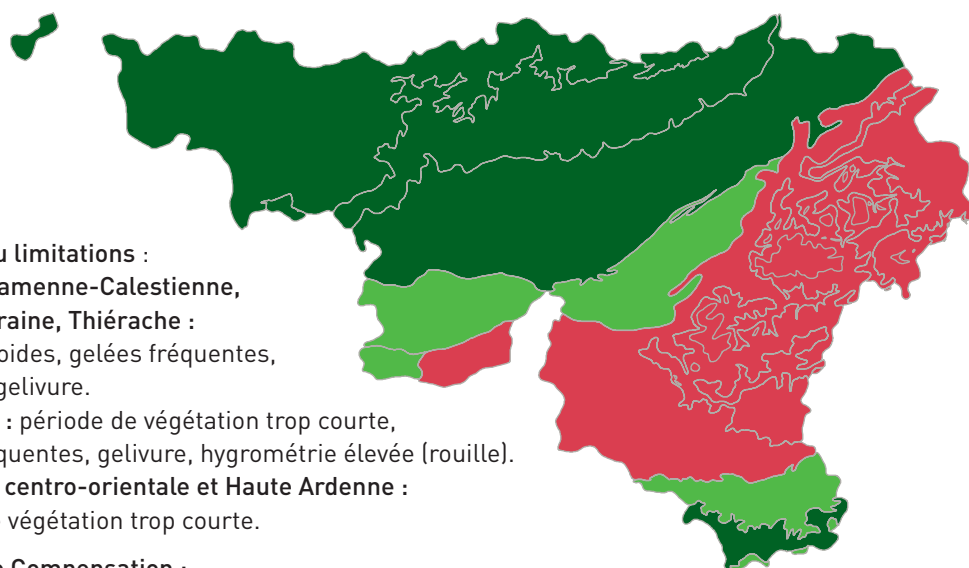 u limitations :
amenne-Calestienne,
raine, Thiérache :
oides, gelées fréquentes,
gelivure.
: période de végétation trop courte,
quentes, gelivure, hygrométrie élevée (rouille).
centro-orientale et Haute Ardenne :
végétation trop courte.
Compensation :